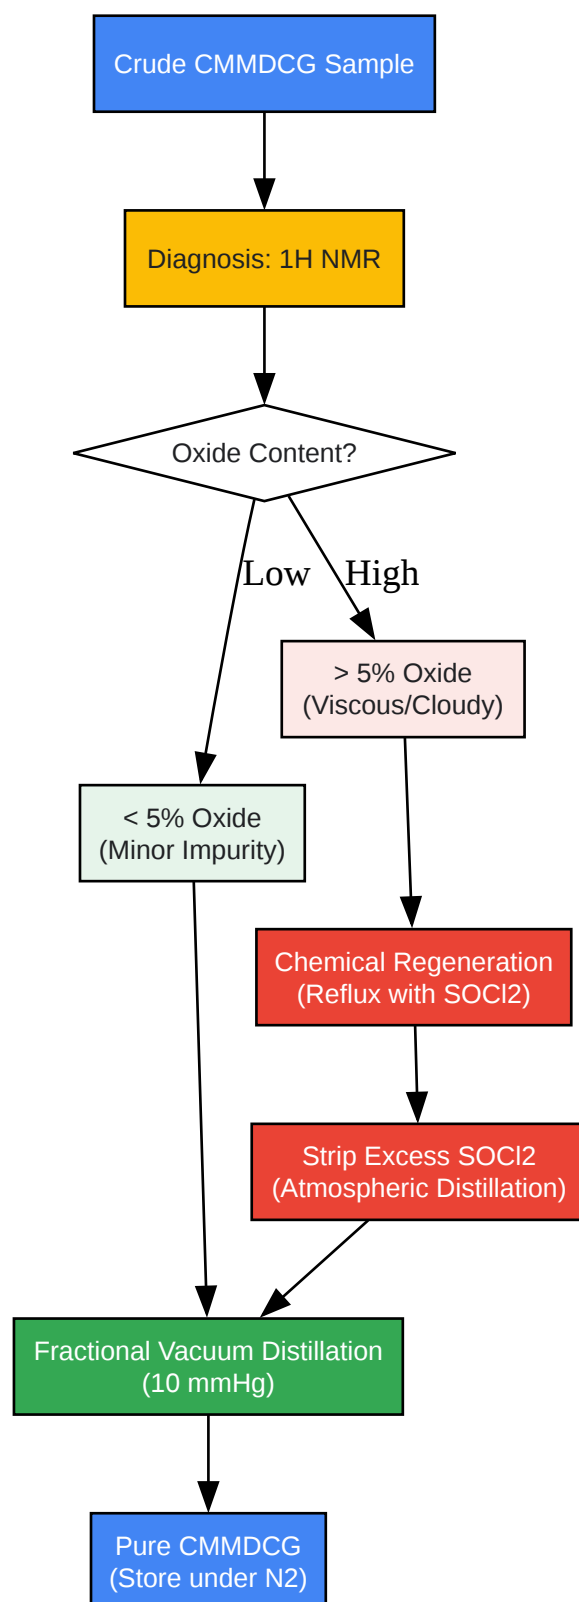 Crude CMMDCG Sample
Diagnosis: 1H NMR
Oxide Content?
Low
High
> 5% Oxide
(Viscous/Cloudy)
< 5% Oxide
(Minor Impurity)
Chemical Regeneration
(Reflux with SOCl2)
Strip Excess SOCl2
(Atmospheric Distillation)
Fractional Vacuum Distillation
(10 mmHg)
Pure CMMDCG
(Store under N2)